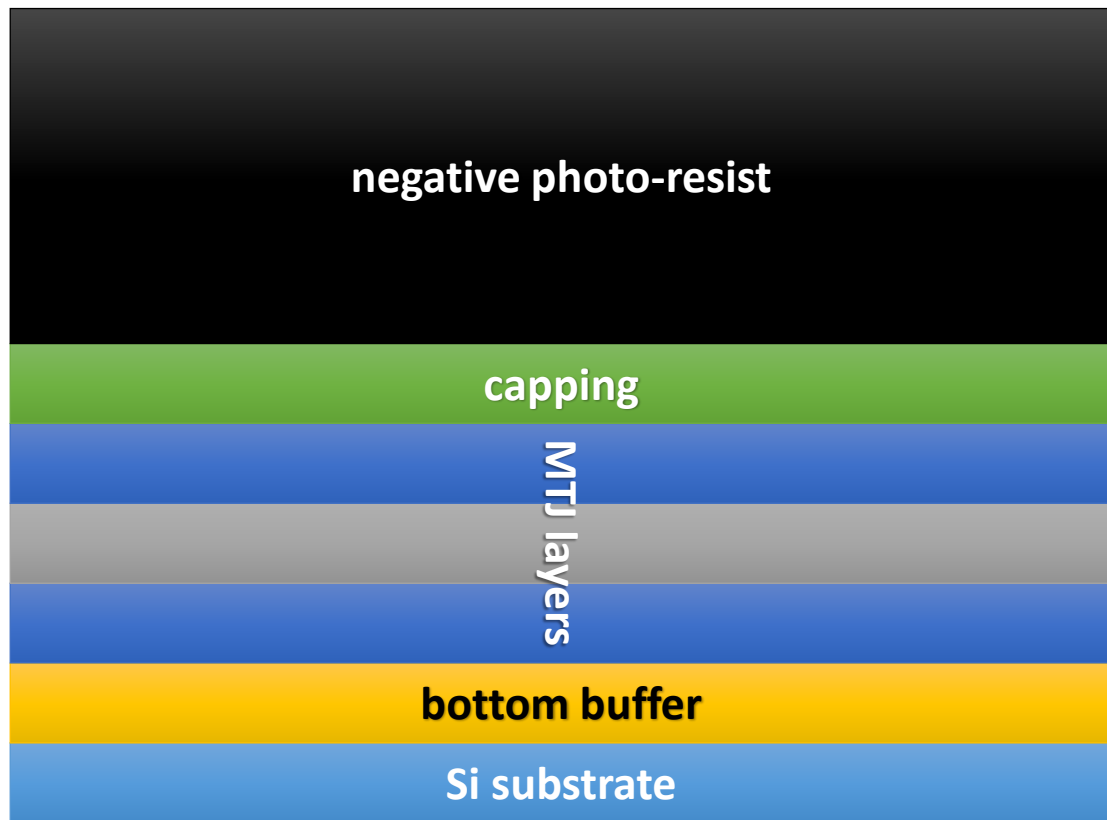 negative photo-resist
capping
MTJ layers
bottom buffer
Si substrate